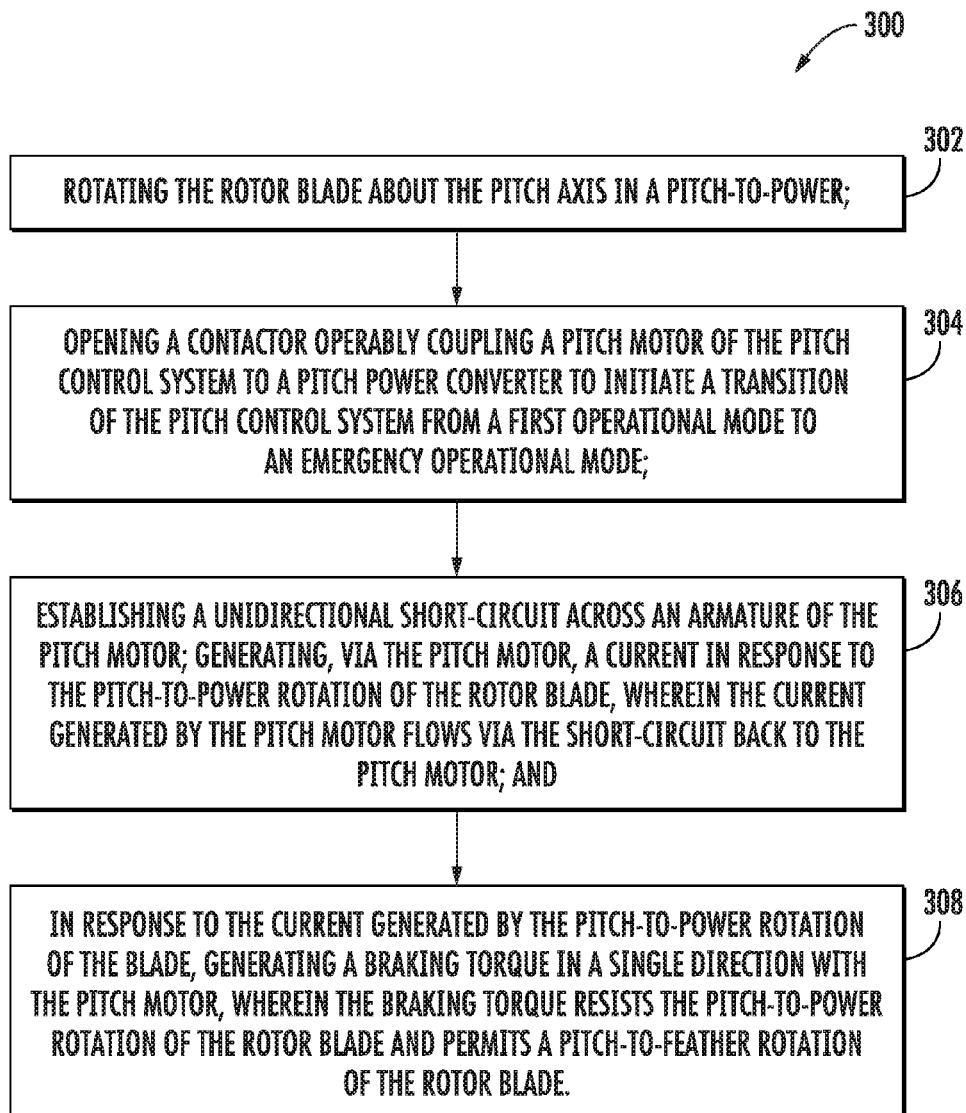 300
302
ROTATING THE ROTOR BLADE ABOUT THE PITCH AXIS IN A PITCH-TO-POWER;
304
OPENING A CONTACTOR OPERABLY COUPLING A PITCH MOTOR OF THE PITCH
CONTROL SYSTEM TO A PITCH POWER CONVERTER TO INITIATE A TRANSITION
OF THE PITCH CONTROL SYSTEM FROM A FIRST OPERATIONAL MODE TO
AN EMERGENCY OPERATIONAL MODE;
306
ESTABLISHING A UNIDIRECTIONAL SHORT-CIRCUIT ACROSS AN ARMATURE OF THE
PITCH MOTOR; GENERATING, VIA THE PITCH MOTOR, A CURRENT IN RESPONSE TO
THE PITCH-TO-POWER ROTATION OF THE ROTOR BLADE, WHEREIN THE CURRENT
GENERATED BY THE PITCH MOTOR FLOWS VIA THE SHORT-CIRCUIT BACK TO THE
PITCH MOTOR; AND
308
IN RESPONSE TO THE CURRENT GENERATED BY THE PITCH-TO-POWER ROTATION
OF THE BLADE, GENERATING A BRAKING TORQUE IN A SINGLE DIRECTION WITH
THE PITCH MOTOR, WHEREIN THE BRAKING TORQUE RESISTS THE PITCH-TO-POWER
ROTATION OF THE ROTOR BLADE AND PERMITS A PITCH-TO-FEATHER ROTATION
OF THE ROTOR BLADE.